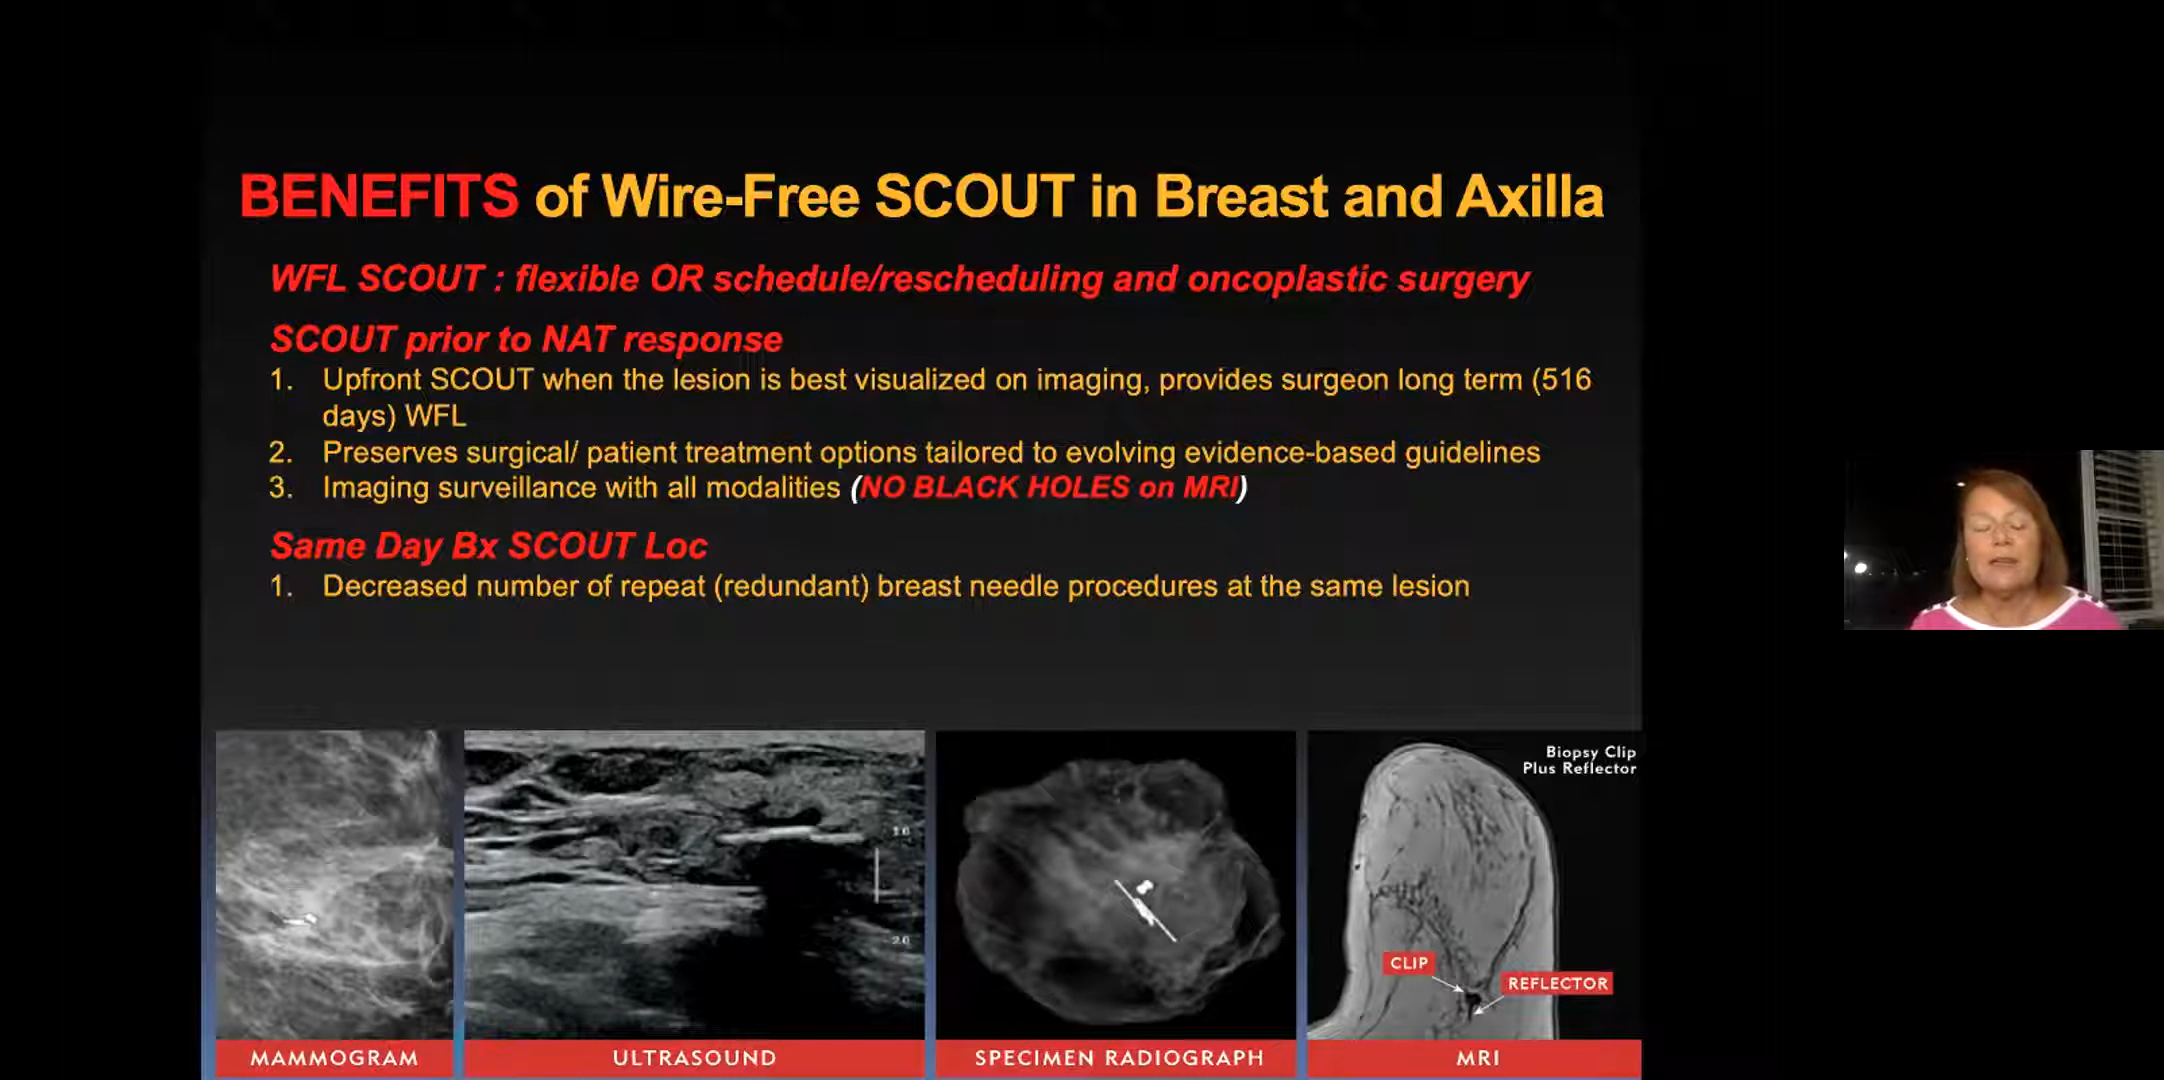 BENEFITS of Wire-Free SCOUT in Breast and Axilla
WFL SCOUT : flexible OR schedule/rescheduling and oncoplastic surgery
SCOUT prior to NAT response
1. Upfront SCOUT when the lesion is best visualized on imaging, provides surgeon long term (516
days) WFL
2. Preserves surgical/ patient treatment options tailored to evolving evidence-based guidelines
3. Imaging surveillance with all modalities (NO BLACK HOLES on MRI)
Same Day Bx SCOUT Loc
1. Decreased number of repeat (redundant) breast needle procedures at the same lesion
Biopsy Clip
Plus Reflector
1.0
2.0
CLIP
REFLECTOR
MAMMOGRAM
ULTRASOUND
SPECIMEN RADIOGRAPH
MRI